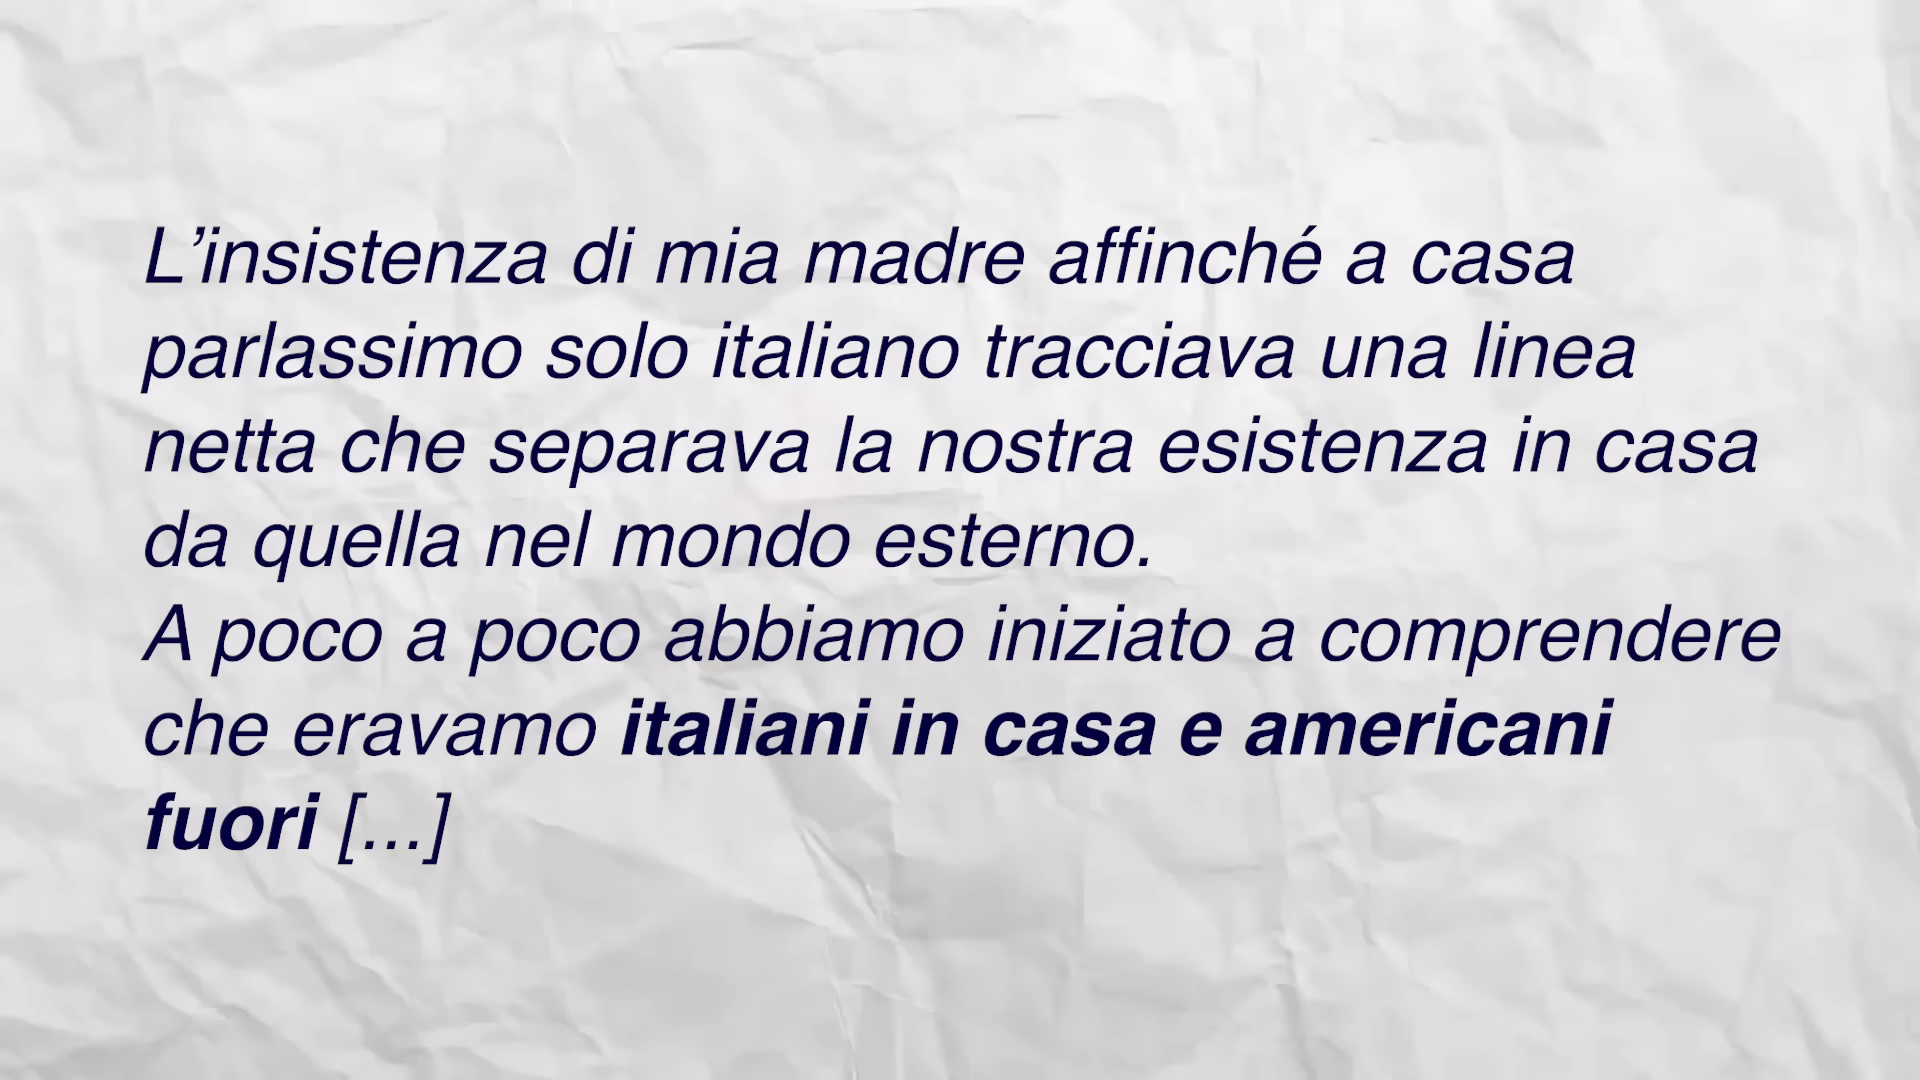 L’insistenza di mia madre affinché a casa
parlassimo solo italiano tracciava una linea
netta che separava la nostra esistenza in casa
da quella nel mondo esterno.
A poco a poco abbiamo iniziato a comprendere
che eravamo italiani in casa e americani
fuori [...]